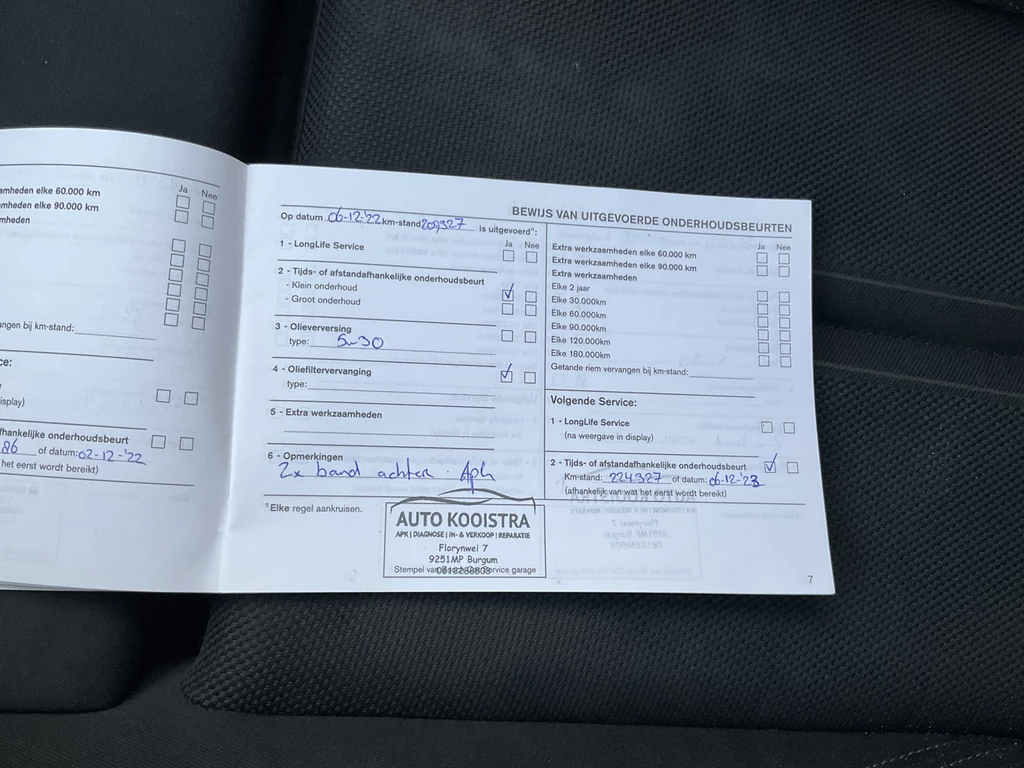 Ja Nee
amheden elke 60.000 km
mheden elke 90.000 km
mheden
angen bij km-stand:
ce:
isplay)
fhankelijke onderhoudsbeurt
86 of datum: 02-12-'22
het eerst wordt bereikt)
BEWIJS VAN UITGEVOERDE ONDERHOUDSBEURTEN
Op datum 06-12-'22 km-stand 209327 is uitgevoerd¹⁾:
Ja Nee
1 - LongLife Service
2 - Tijds- of afstandafhankelijke onderhoudsbeurt
- Klein onderhoud
- Groot onderhoud
3 - Olieverversing
type: 5w30
4 - Oliefiltervervanging
type:
5 - Extra werkzaamheden
6 - Opmerkingen
2x band achter. Apk
¹⁾Elke regel aankruisen.
AUTO KOOISTRA
APK | DIAGNOSE | IN- & VERKOOP | REPARATIE
Florynwei 7
9251MP Burgum
Stempel van service garage
Ja Nee
Extra werkzaamheden elke 60.000 km
Extra werkzaamheden elke 90.000 km
Extra werkzaamheden
Elke 2 jaar
Elke 30.000km
Elke 60.000km
Elke 90.000km
Elke 120.000km
Elke 180.000km
Getande riem vervangen bij km-stand:
Volgende Service:
1 - LongLife Service
(na weergave in display)
2 - Tijds- of afstandafhankelijke onderhoudsbeurt
Km-stand: 224327 of datum: 06-12-'23
(afhankelijk van wat het eerst wordt bereikt)
7